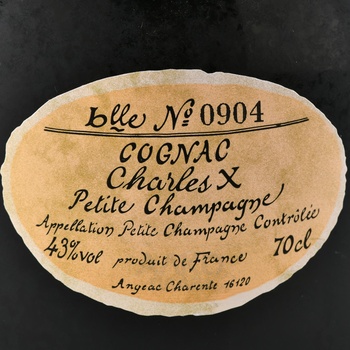 blle Nº 0904
COGNAC
Charles X
Petite Champagne
Appellation Petite Champagne Contrôlée
43%vol produit de France 70cl
Angeac Charente 16120